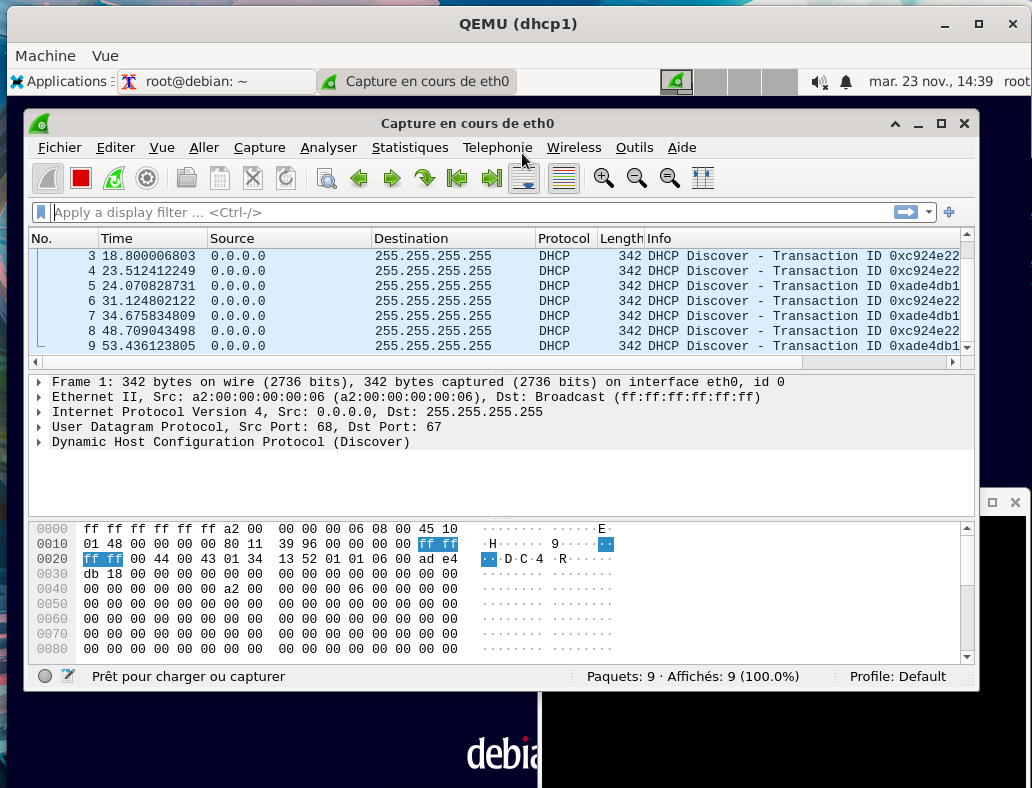 QEMU (dhcp1)
Machine Vue
Applications root@debian: ~ Capture en cours de eth0 mar. 23 nov., 14:39 root
Capture en cours de eth0
Fichier Editer Vue Aller Capture Analyser Statistiques Telephonie Wireless Outils Aide
Apply a display filter … <Ctrl-/>
No. Time Source Destination Protocol Length Info
3 18.800006803 0.0.0.0 255.255.255.255 DHCP 342 DHCP Discover - Transaction ID 0xc924e22
4 23.512412249 0.0.0.0 255.255.255.255 DHCP 342 DHCP Discover - Transaction ID 0xc924e22
5 24.070828731 0.0.0.0 255.255.255.255 DHCP 342 DHCP Discover - Transaction ID 0xade4db1
6 31.124802122 0.0.0.0 255.255.255.255 DHCP 342 DHCP Discover - Transaction ID 0xc924e22
7 34.675834809 0.0.0.0 255.255.255.255 DHCP 342 DHCP Discover - Transaction ID 0xade4db1
8 48.709043498 0.0.0.0 255.255.255.255 DHCP 342 DHCP Discover - Transaction ID 0xc924e22
9 53.436123805 0.0.0.0 255.255.255.255 DHCP 342 DHCP Discover - Transaction ID 0xade4db1
Frame 1: 342 bytes on wire (2736 bits), 342 bytes captured (2736 bits) on interface eth0, id 0
Ethernet II, Src: a2:00:00:00:00:06 (a2:00:00:00:00:06), Dst: Broadcast (ff:ff:ff:ff:ff:ff)
Internet Protocol Version 4, Src: 0.0.0.0, Dst: 255.255.255.255
User Datagram Protocol, Src Port: 68, Dst Port: 67
Dynamic Host Configuration Protocol (Discover)
0000 ff ff ff ff ff ff a2 00 00 00 00 06 08 00 45 10 ········ ······E·
0010 01 48 00 00 00 00 80 11 39 96 00 00 00 00 ff ff ·H······ 9·······
0020 ff ff 00 44 00 43 01 34 13 52 01 01 06 00 ad e4 ···D·C·4 ·R······
0030 db 18 00 00 00 00 00 00 00 00 00 00 00 00 00 00 ········ ········
0040 00 00 00 00 00 00 a2 00 00 00 00 06 00 00 00 00 ········ ········
0050 00 00 00 00 00 00 00 00 00 00 00 00 00 00 00 00 ········ ········
0060 00 00 00 00 00 00 00 00 00 00 00 00 00 00 00 00 ········ ········
0070 00 00 00 00 00 00 00 00 00 00 00 00 00 00 00 00 ········ ········
0080 00 00 00 00 00 00 00 00 00 00 00 00 00 00 00 00 ········ ········
Prêt pour charger ou capturer Paquets: 9 · Affichés: 9 (100.0%) Profile: Default
debia